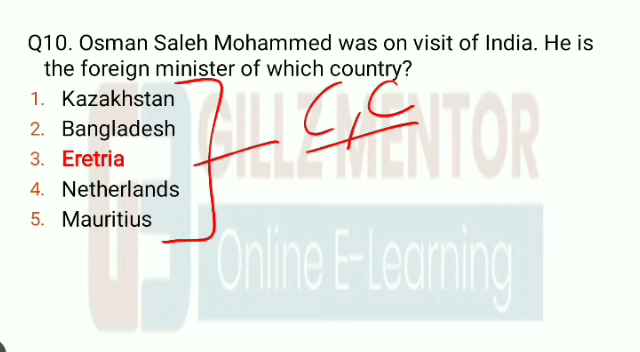 Q10. Osman Saleh Mohammed was on visit of India. He is
the foreign minister of which country?
1. Kazakhstan
2. Bangladesh
3. Eretria
4. Netherlands
5. Mauritius
C, C
GILLZ MENTOR
Online E-Learning